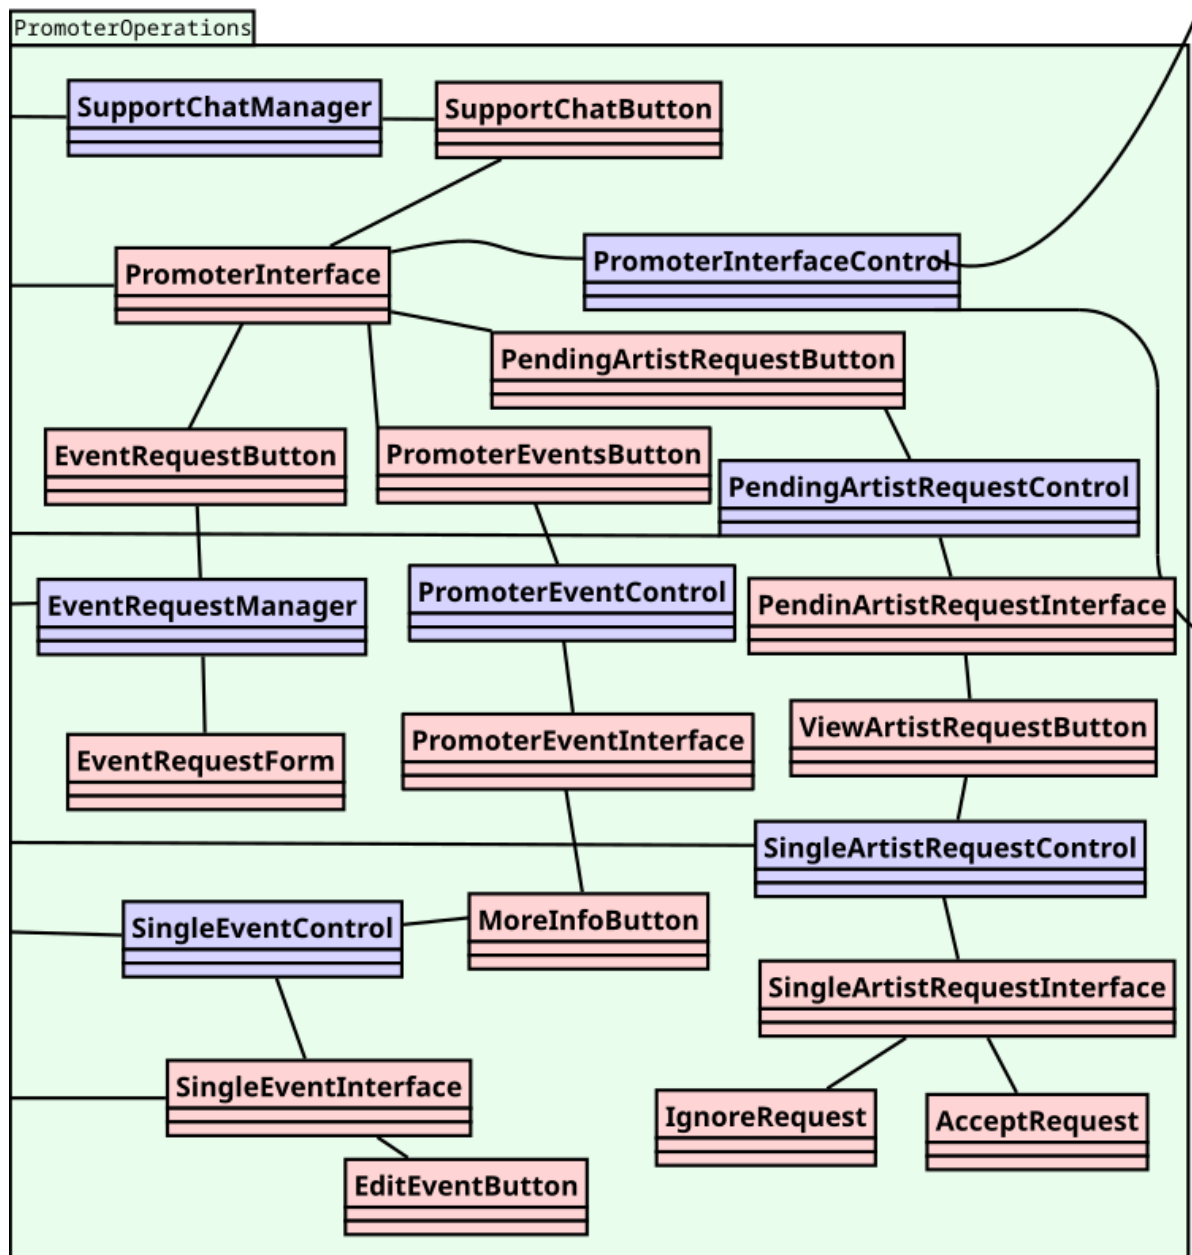 PromoterOperations
SupportChatManager
SupportChatButton
PromoterInterface
PromoterInterfaceControl
PendingArtistRequestButton
EventRequestButton
PromoterEventsButton
PendingArtistRequestControl
EventRequestManager
PromoterEventControl
PendinArtistRequestInterface
EventRequestForm
PromoterEventInterface
ViewArtistRequestButton
SingleArtistRequestControl
SingleEventControl
MoreInfoButton
SingleArtistRequestInterface
SingleEventInterface
IgnoreRequest
AcceptRequest
EditEventButton